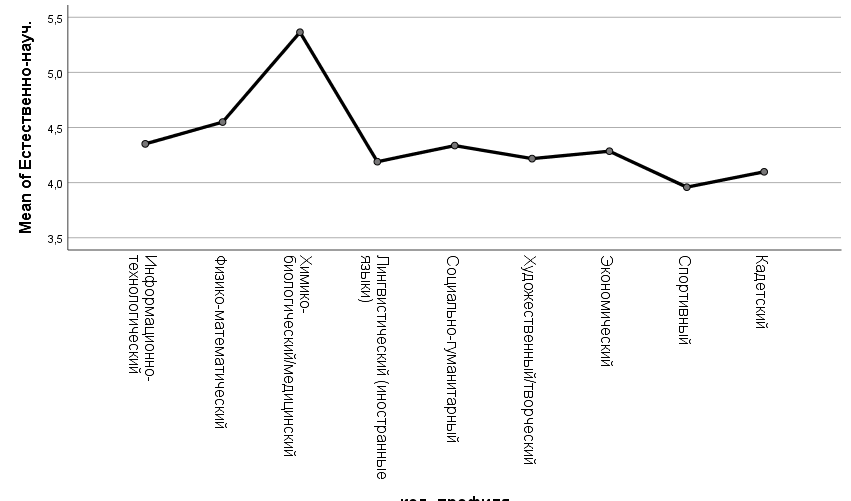 Mean of Естественно-науч.
5,5
5,0
4,5
4,0
3,5
Информационно-
технологический
Физико-математический
Химико-
биологический/медицинский
Лингвистический (иностранные
языки)
Социально-гуманитарный
Художественный/творческий
Экономический
Спортивный
Кадетский